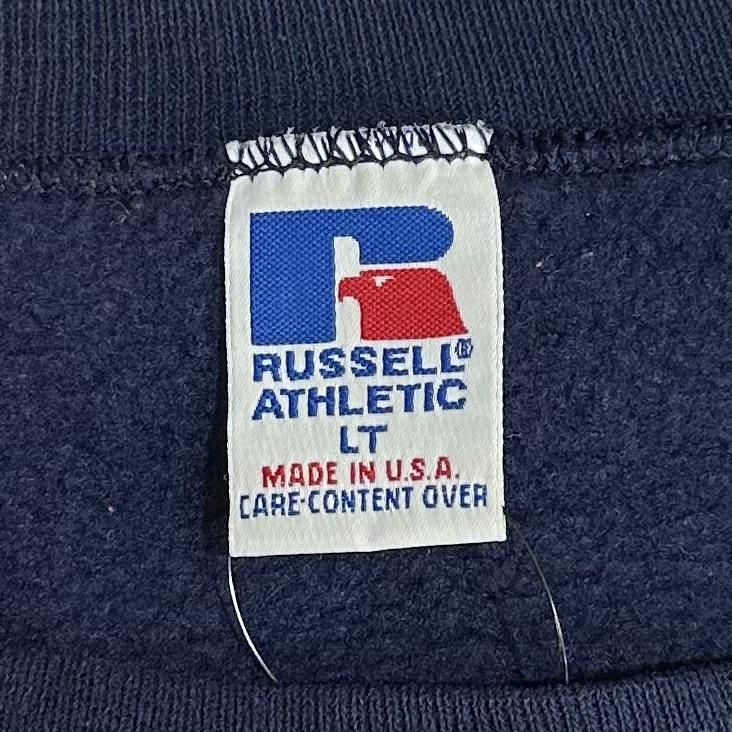 RUSSELL®
ATHLETIC
LT
MADE IN U.S.A.
CARE-CONTENT OVER